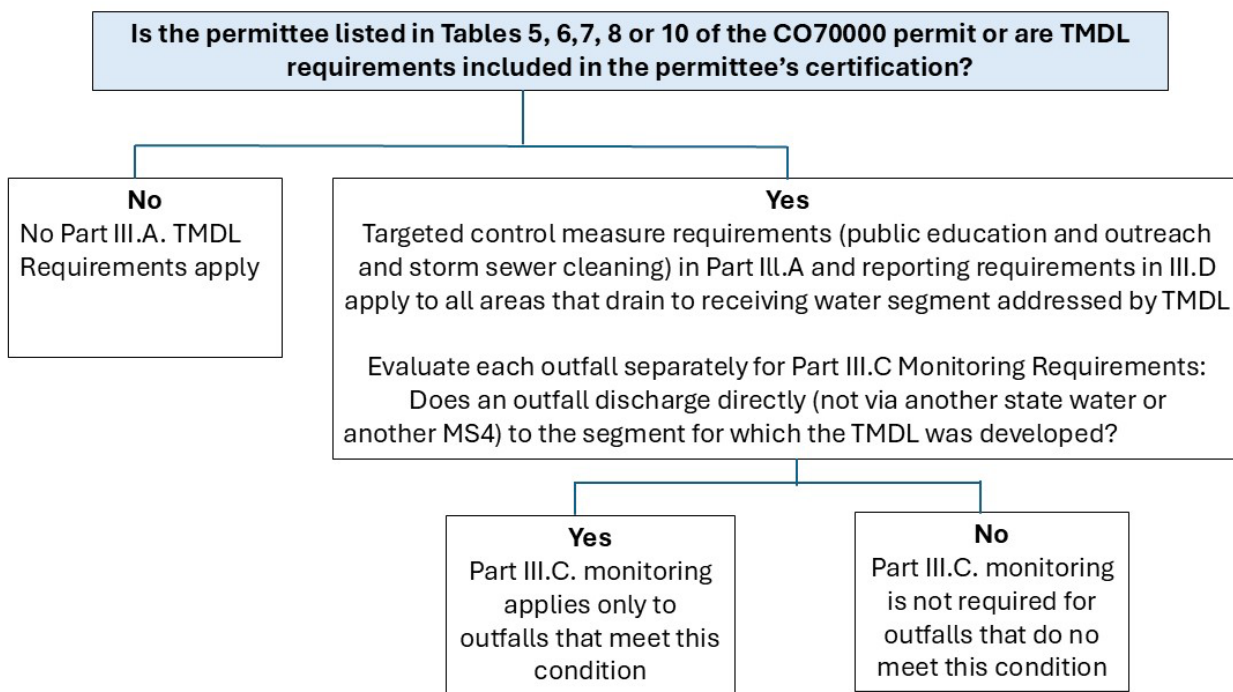 Is the permittee listed in Tables 5, 6,7, 8 or 10 of the CO70000 permit or are TMDL
requirements included in the permittee’s certification?
No
No Part III.A. TMDL
Requirements apply
Yes
Targeted control measure requirements (public education and outreach
and storm sewer cleaning) in Part Ill.A and reporting requirements in III.D
apply to all areas that drain to receiving water segment addressed by TMDL
Evaluate each outfall separately for Part III.C Monitoring Requirements:
Does an outfall discharge directly (not via another state water or
another MS4) to the segment for which the TMDL was developed?
Yes
Part III.C. monitoring
applies only to
outfalls that meet this
condition
No
Part III.C. monitoring
is not required for
outfalls that do no
meet this condition